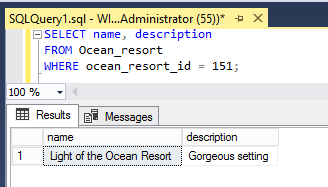 SQLQuery1.sql - WI...Administrator (55))*
SELECT name, description
FROM Ocean_resort
WHERE ocean_resort_id = 151;
100 %
Results Messages
name description
1 Light of the Ocean Resort Gorgeous setting